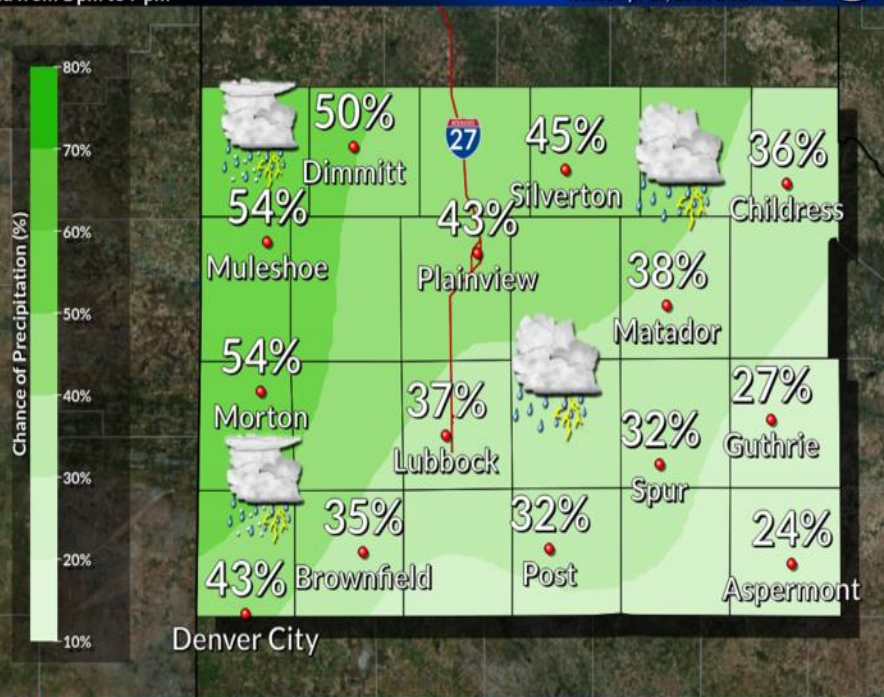 80%
70%
60%
50%
40%
30%
20%
10%
Chance of Precipitation (%)
50%
Dimmitt
27
45%
Silverton
36%
Childress
54%
Muleshoe
43%
Plainview
38%
Matador
54%
Morton
37%
Lubbock
32%
Spur
27%
Guthrie
35%
Brownfield
32%
Post
24%
Aspermont
43%
Denver City